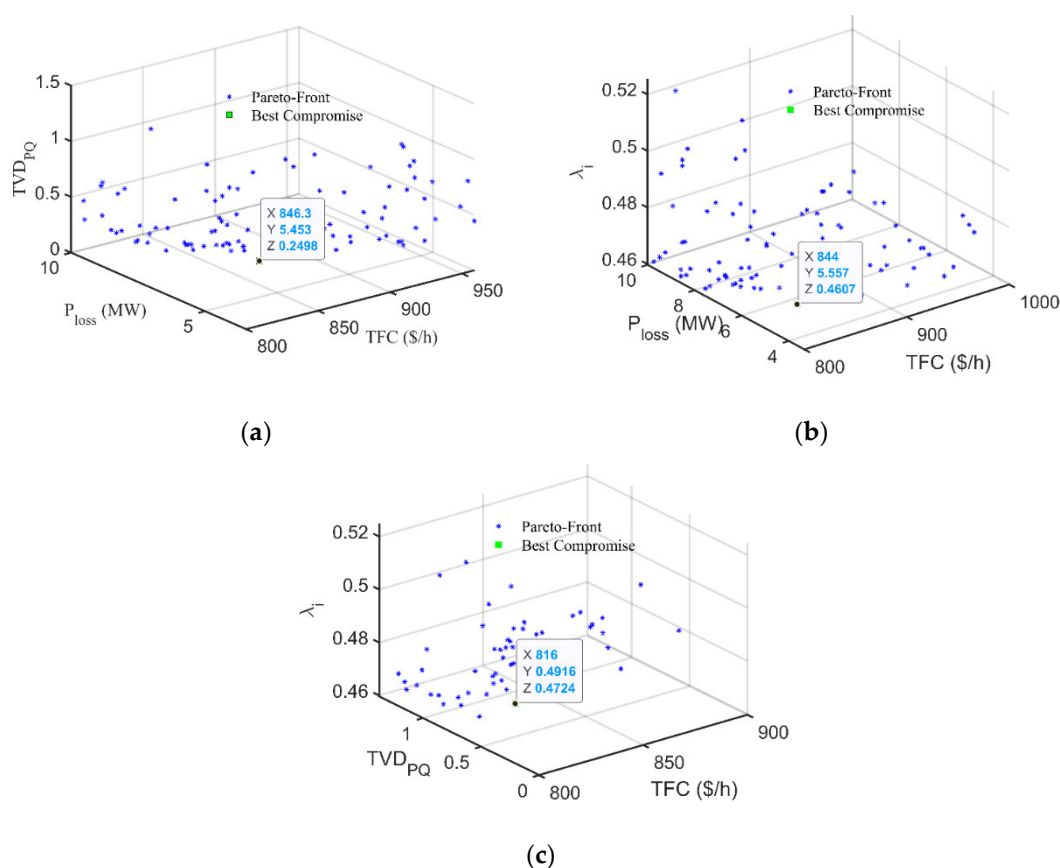 1.5
1
0.5
0
TVD_PQ
Pareto-Front
Best Compromise
X 846.3
Y 5.453
Z 0.2498
10
5
P_loss (MW)
800
850
900
950
TFC ($/h)
(a)
0.52
0.5
0.48
0.46
λ_i
Pareto-Front
Best Compromise
X 844
Y 5.557
Z 0.4607
10
8
6
4
P_loss (MW)
800
900
1000
TFC ($/h)
(b)
0.52
0.5
0.48
0.46
λ_i
Pareto-Front
Best Compromise
X 816
Y 0.4916
Z 0.4724
1
0.5
0
TVD_PQ
800
850
900
TFC ($/h)
(c)